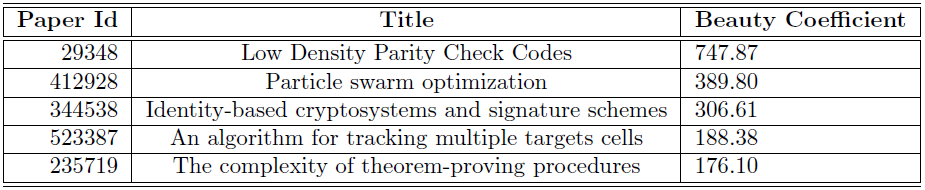 Paper Id Title Beauty Coefficient
29348 Low Density Parity Check Codes 747.87
412928 Particle swarm optimization 389.80
344538 Identity-based cryptosystems and signature schemes 306.61
523387 An algorithm for tracking multiple targets cells 188.38
235719 The complexity of theorem-proving procedures 176.10